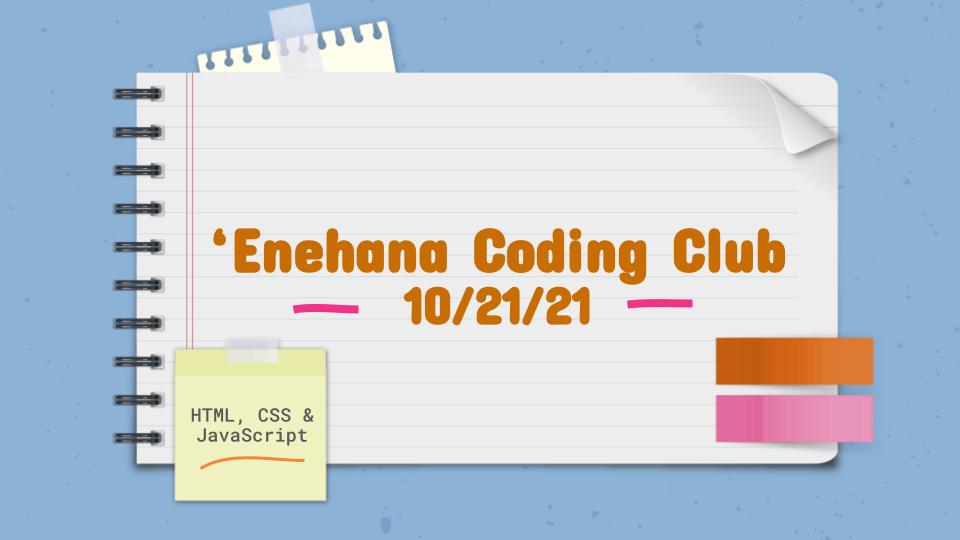 ‘Enehana Coding Club
10/21/21
HTML, CSS &
JavaScript